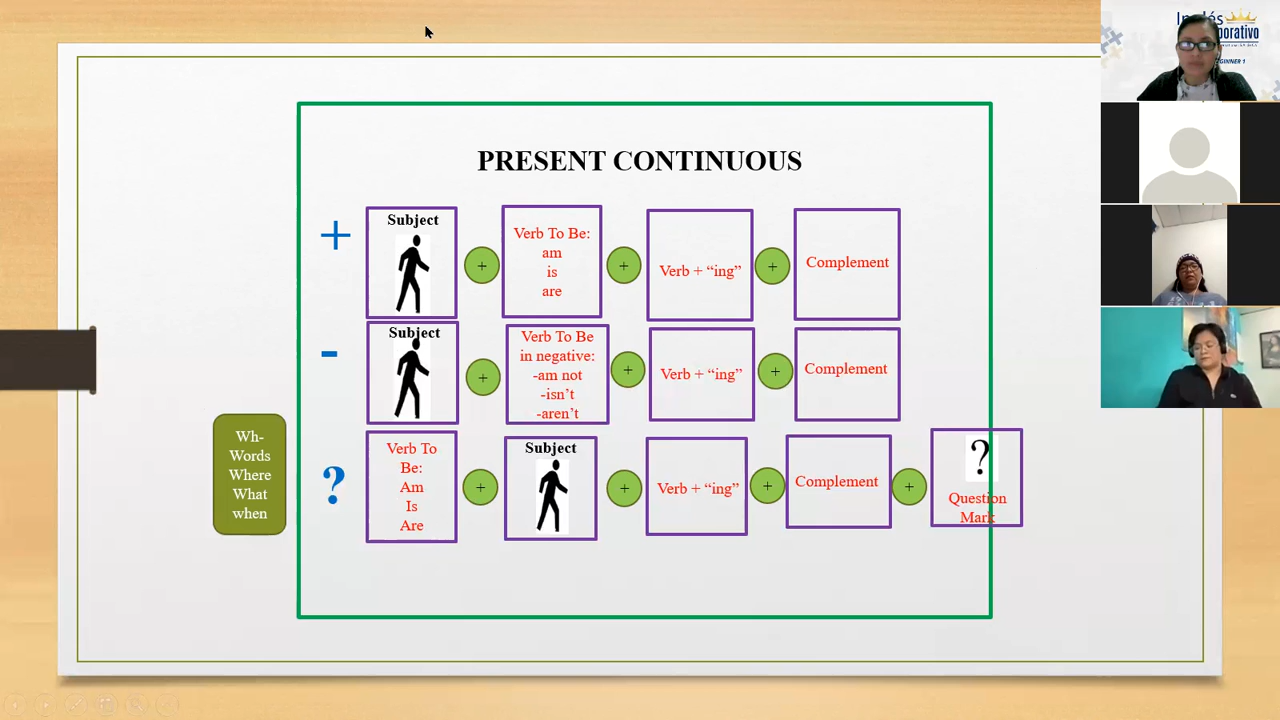 PRESENT CONTINUOUS
+
Subject
+
Verb To Be:
am
is
are
+
Verb + “ing”
+
Complement
-
Subject
+
Verb To Be
in negative:
-am not
-isn’t
-aren’t
+
Verb + “ing”
+
Complement
Wh-
Words
Where
What
when
?
Verb To
Be:
Am
Is
Are
+
Subject
+
Verb + “ing”
+
Complement
+
?
Question
Mark